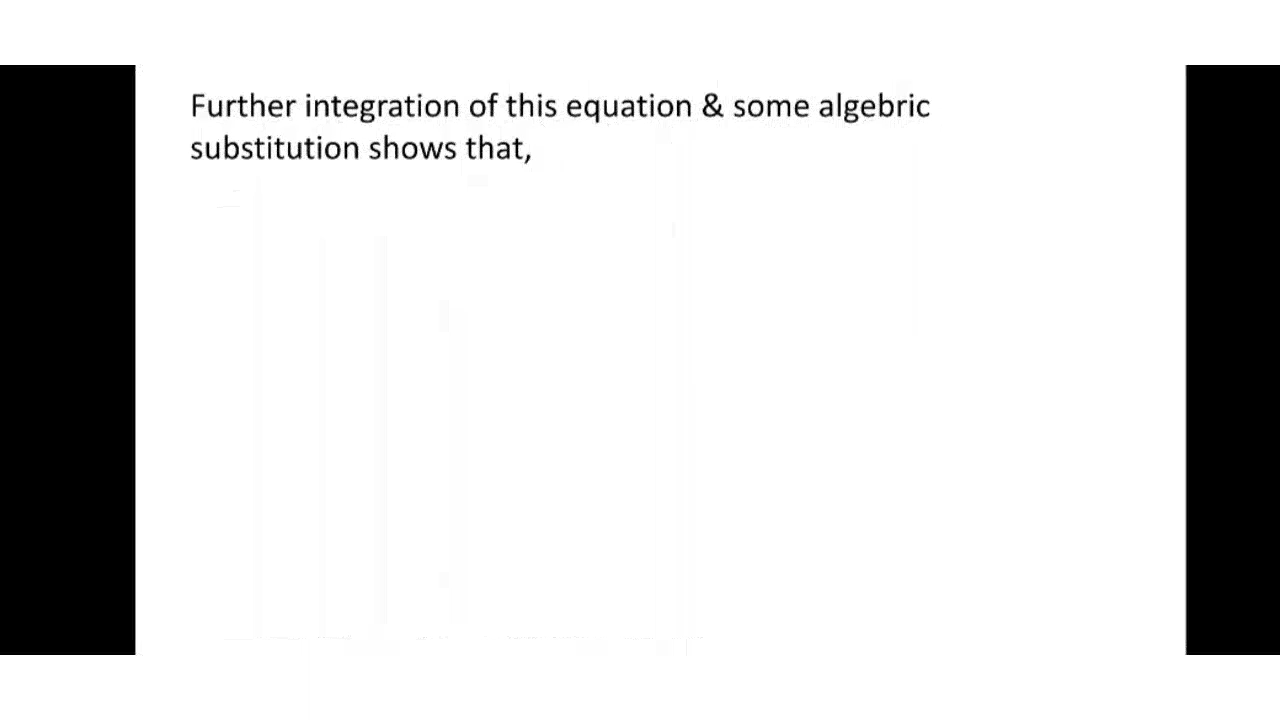 Further integration of this equation & some algebric
substitution shows that,